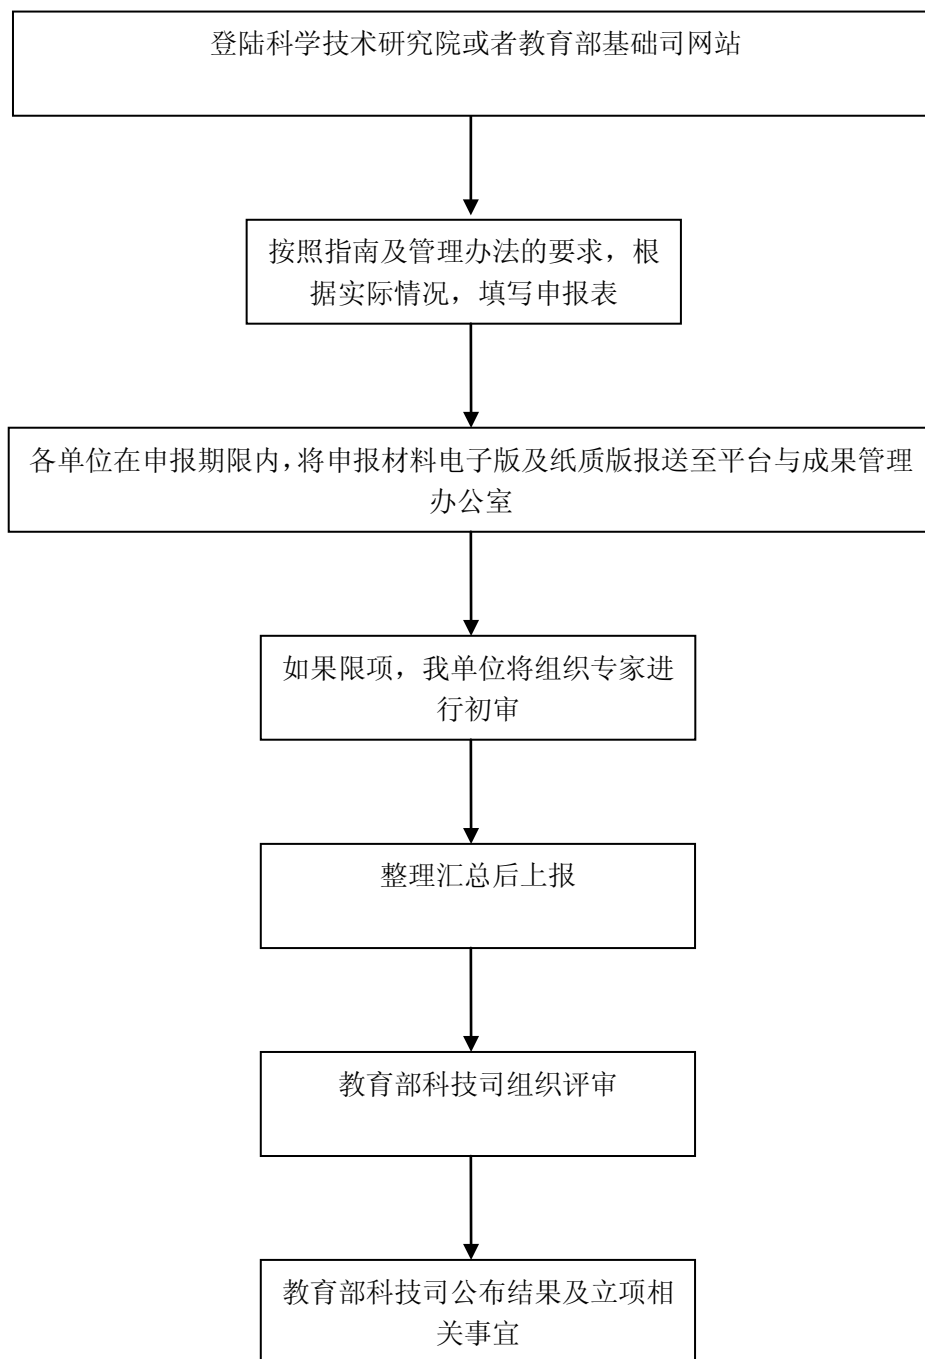 登陆科学技术研究院或者教育部基础司网站
按照指南及管理办法的要求，根
据实际情况，填写申报表
各单位在申报期限内，将申报材料电子版及纸质版报送至平台与成果管理
办公室
如果限项，我单位将组织专家进
行初审
整理汇总后上报
教育部科技司组织评审
教育部科技司公布结果及立项相
关事宜